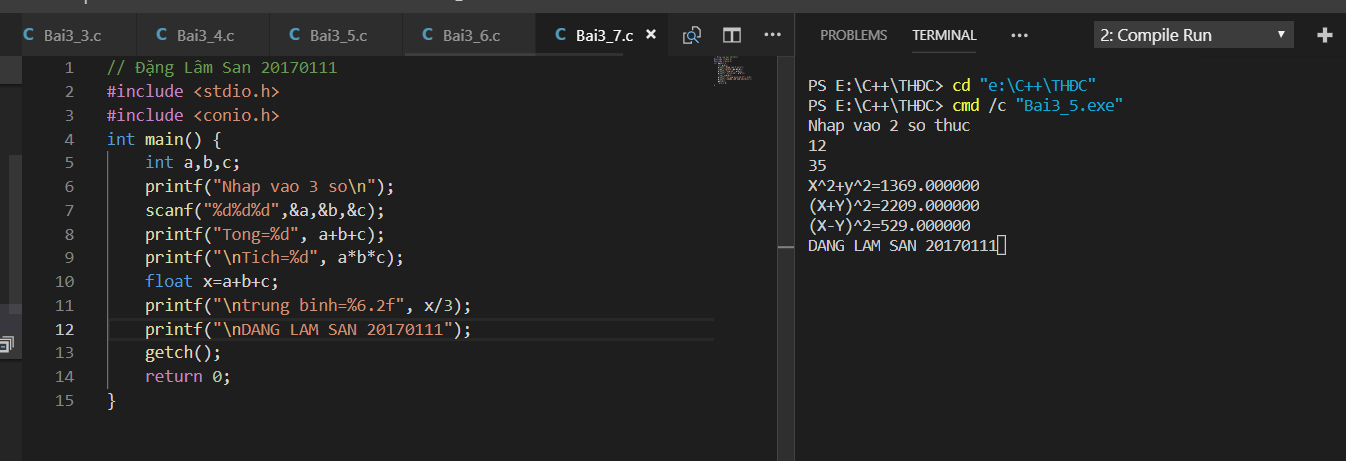 C Bai3_3.c C Bai3_4.c C Bai3_5.c C Bai3_6.c C Bai3_7.c ×
1 // Đặng Lâm San 20170111
2 #include <stdio.h>
3 #include <conio.h>
4 int main() {
5 int a,b,c;
6 printf("Nhap vao 3 so\n");
7 scanf("%d%d%d",&a,&b,&c);
8 printf("Tong=%d", a+b+c);
9 printf("\nTich=%d", a*b*c);
10 float x=a+b+c;
11 printf("\ntrung binh=%6.2f", x/3);
12 printf("\nDANG LAM SAN 20170111");
13 getch();
14 return 0;
15 }
PROBLEMS TERMINAL ••• 2: Compile Run
PS E:\C++\THĐC> cd "e:\C++\THĐC"
PS E:\C++\THĐC> cmd /c "Bai3_5.exe"
Nhap vao 2 so thuc
12
35
X^2+y^2=1369.000000
(X+Y)^2=2209.000000
(X-Y)^2=529.000000
DANG LAM SAN 20170111